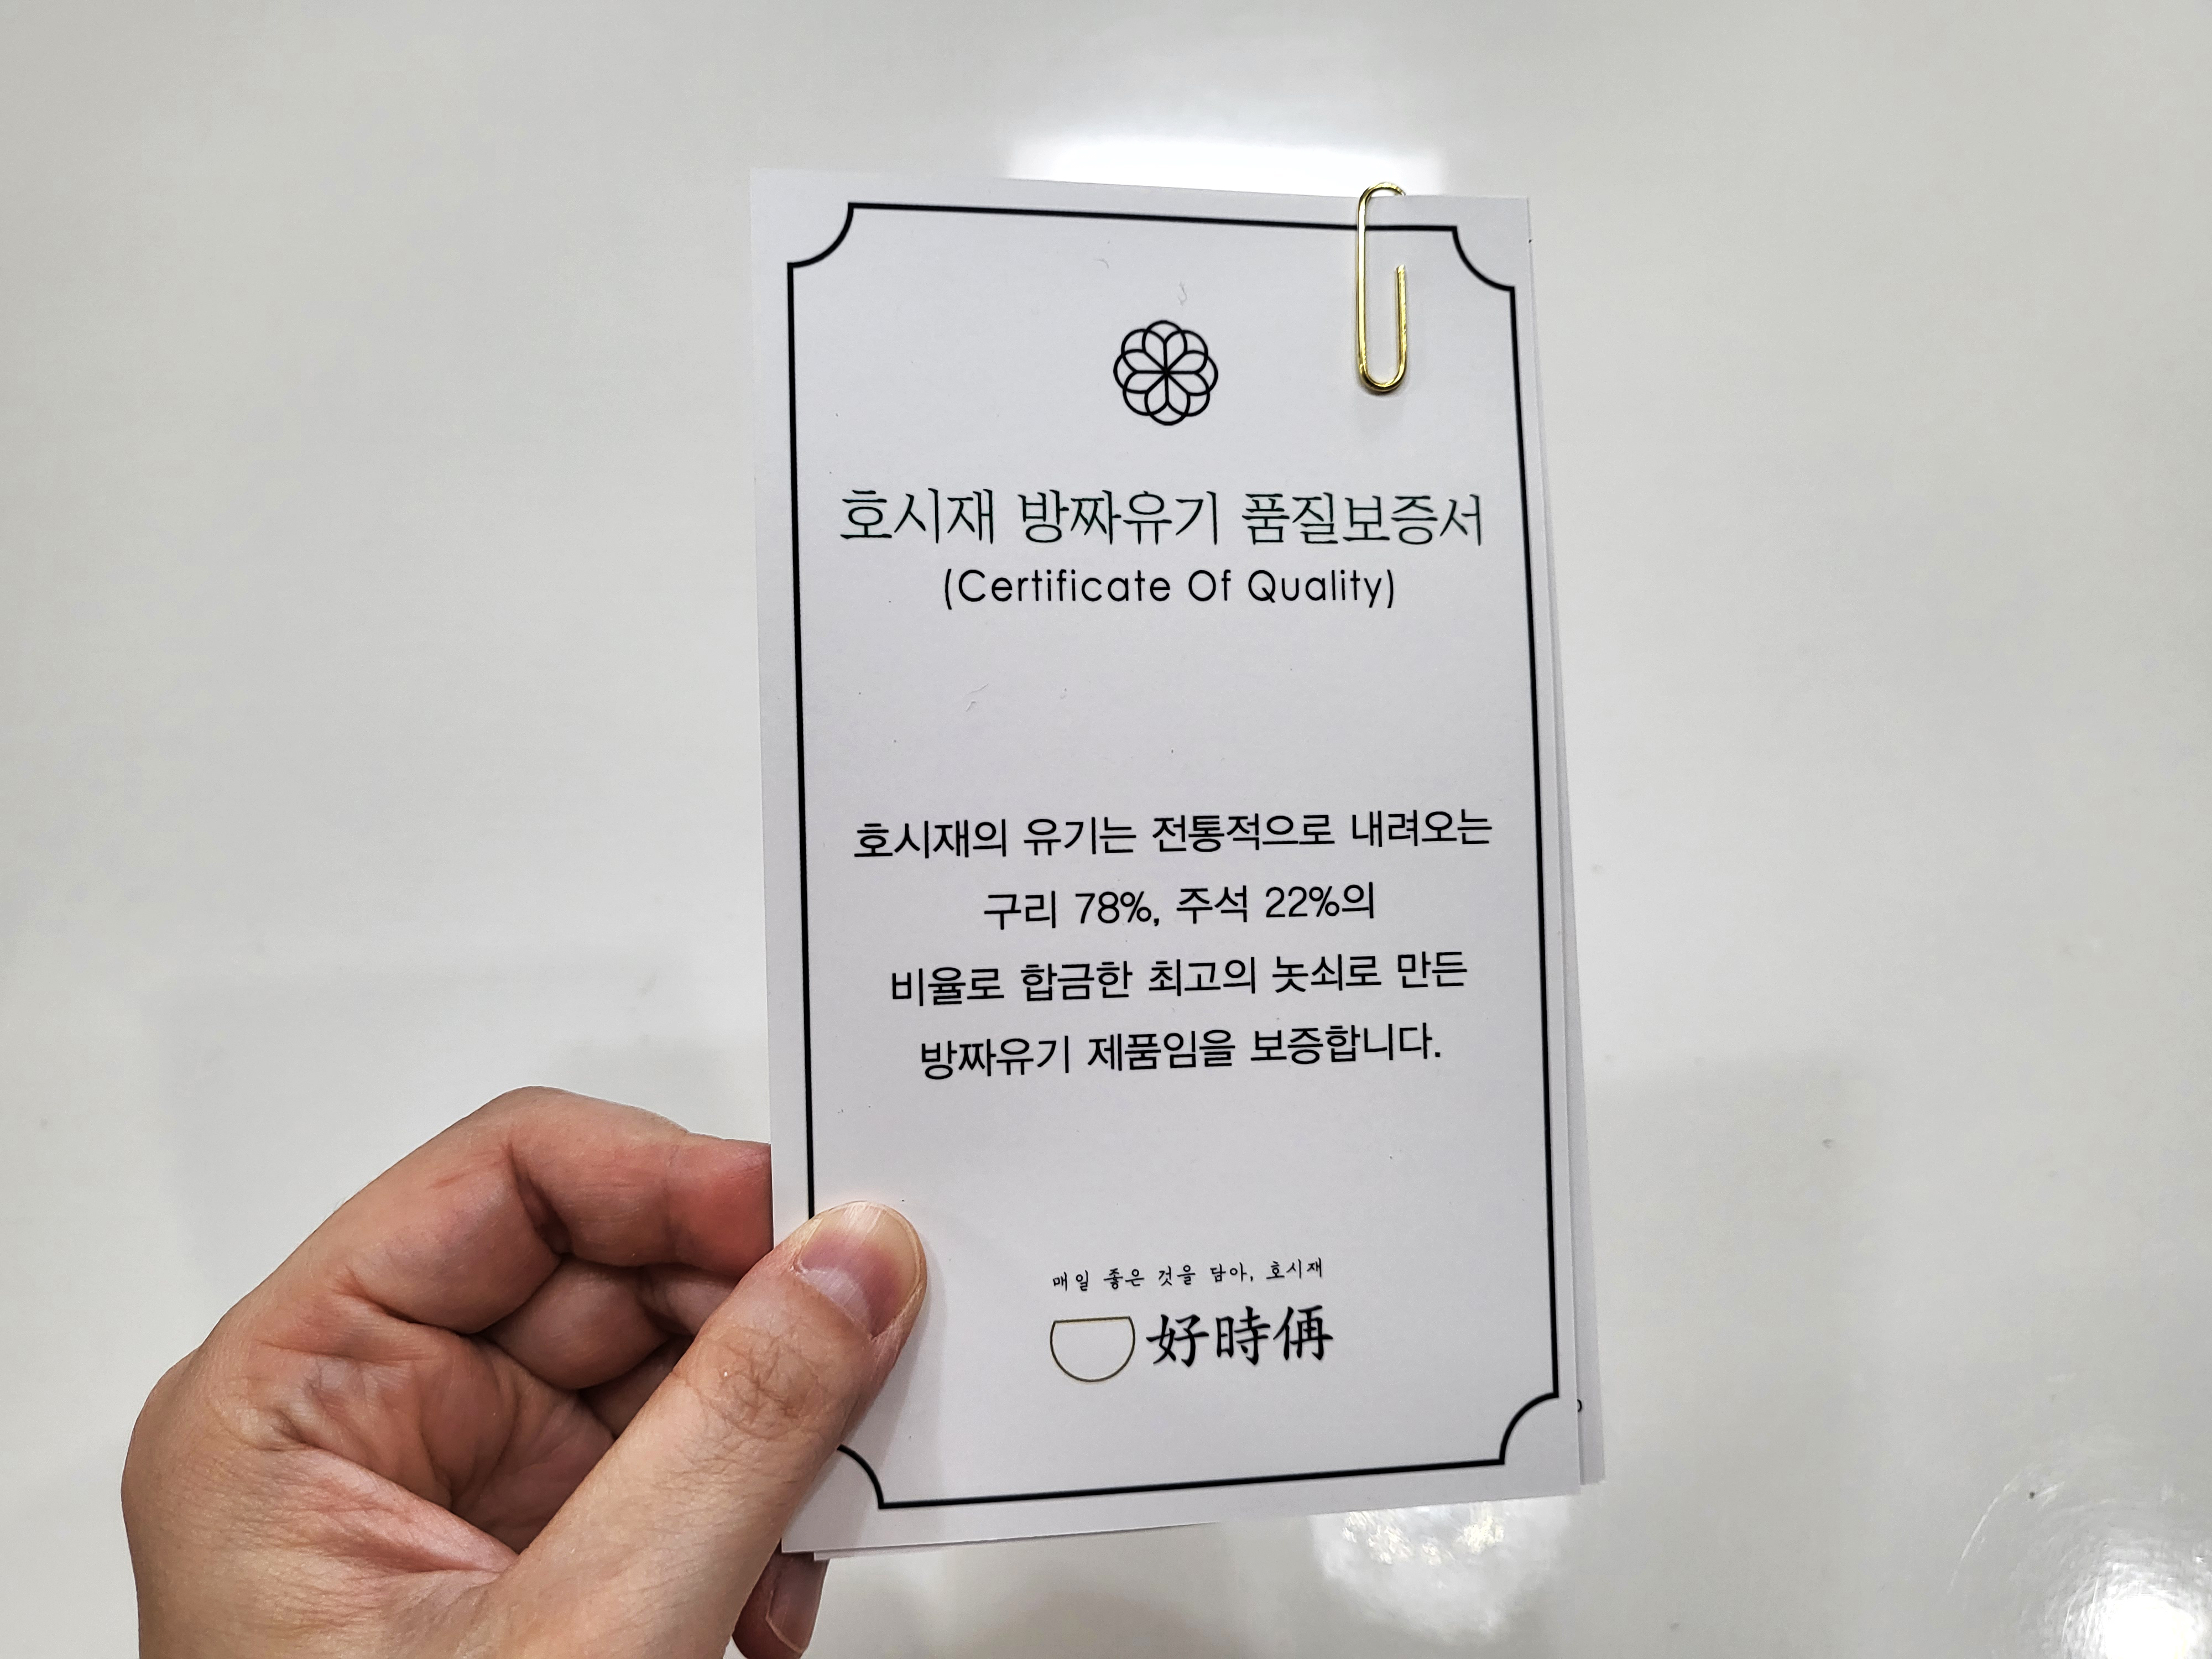 호시재 방짜유기 품질보증서
(Certificate Of Quality)
호시재의 유기는 전통적으로 내려오는
구리 78%, 주석 22%의
비율로 합금한 최고의 놋쇠로 만든
방짜유기 제품임을 보증합니다.
매일 좋은 것을 담아, 호시재
好時侢